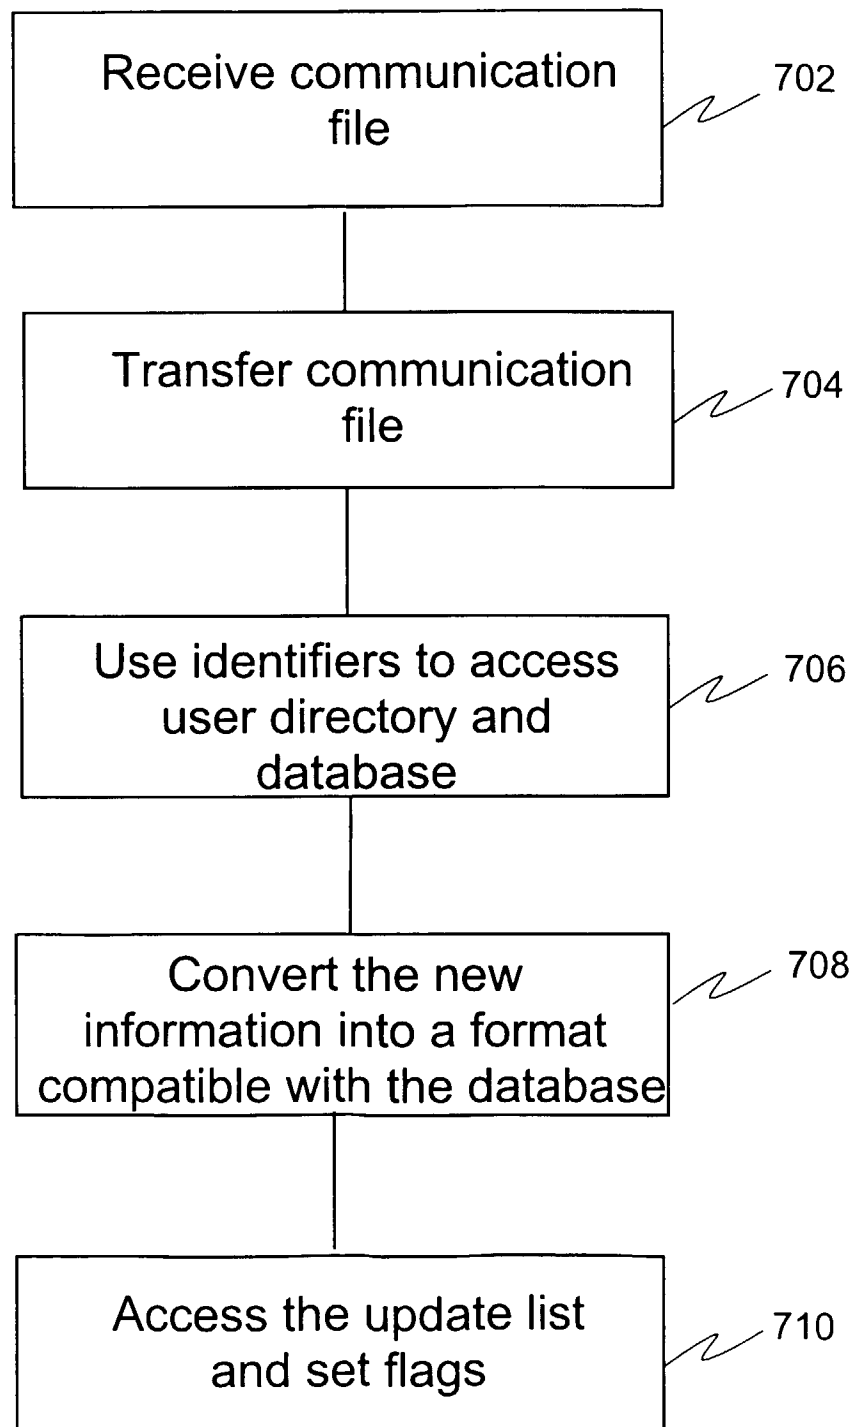 Receive communication
file
702
Transfer communication
file
704
Use identifiers to access
user directory and
database
706
Convert the new
information into a format
compatible with the database
708
Access the update list
and set flags
710